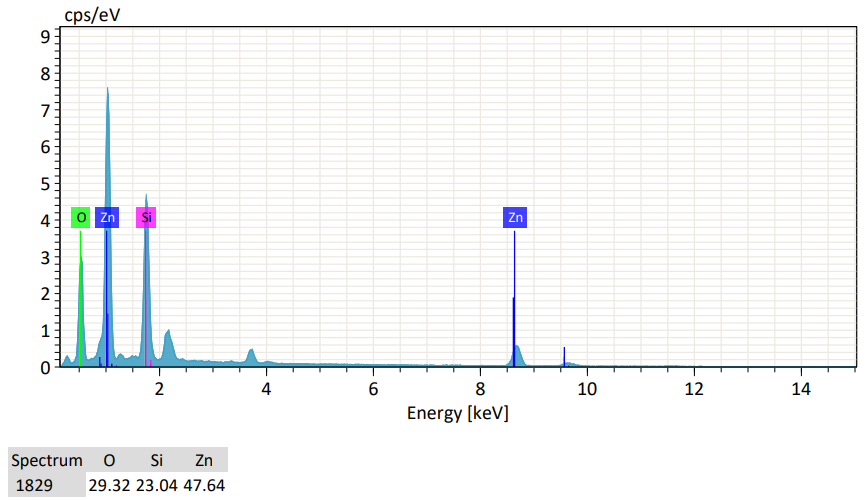 cps/eV
9
8
7
6
5
4
3
2
1
0
O Zn Si Zn
2 4 6 8 10 12 14
Energy [keV]
Spectrum O Si Zn
1829 29.32 23.04 47.64